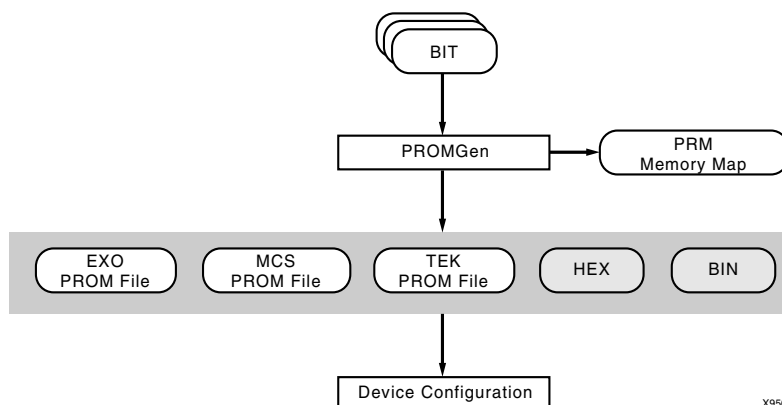 BIT
PROMGen
PRM
Memory Map
EXO
PROM File
MCS
PROM File
TEK
PROM File
HEX
BIN
Device Configuration